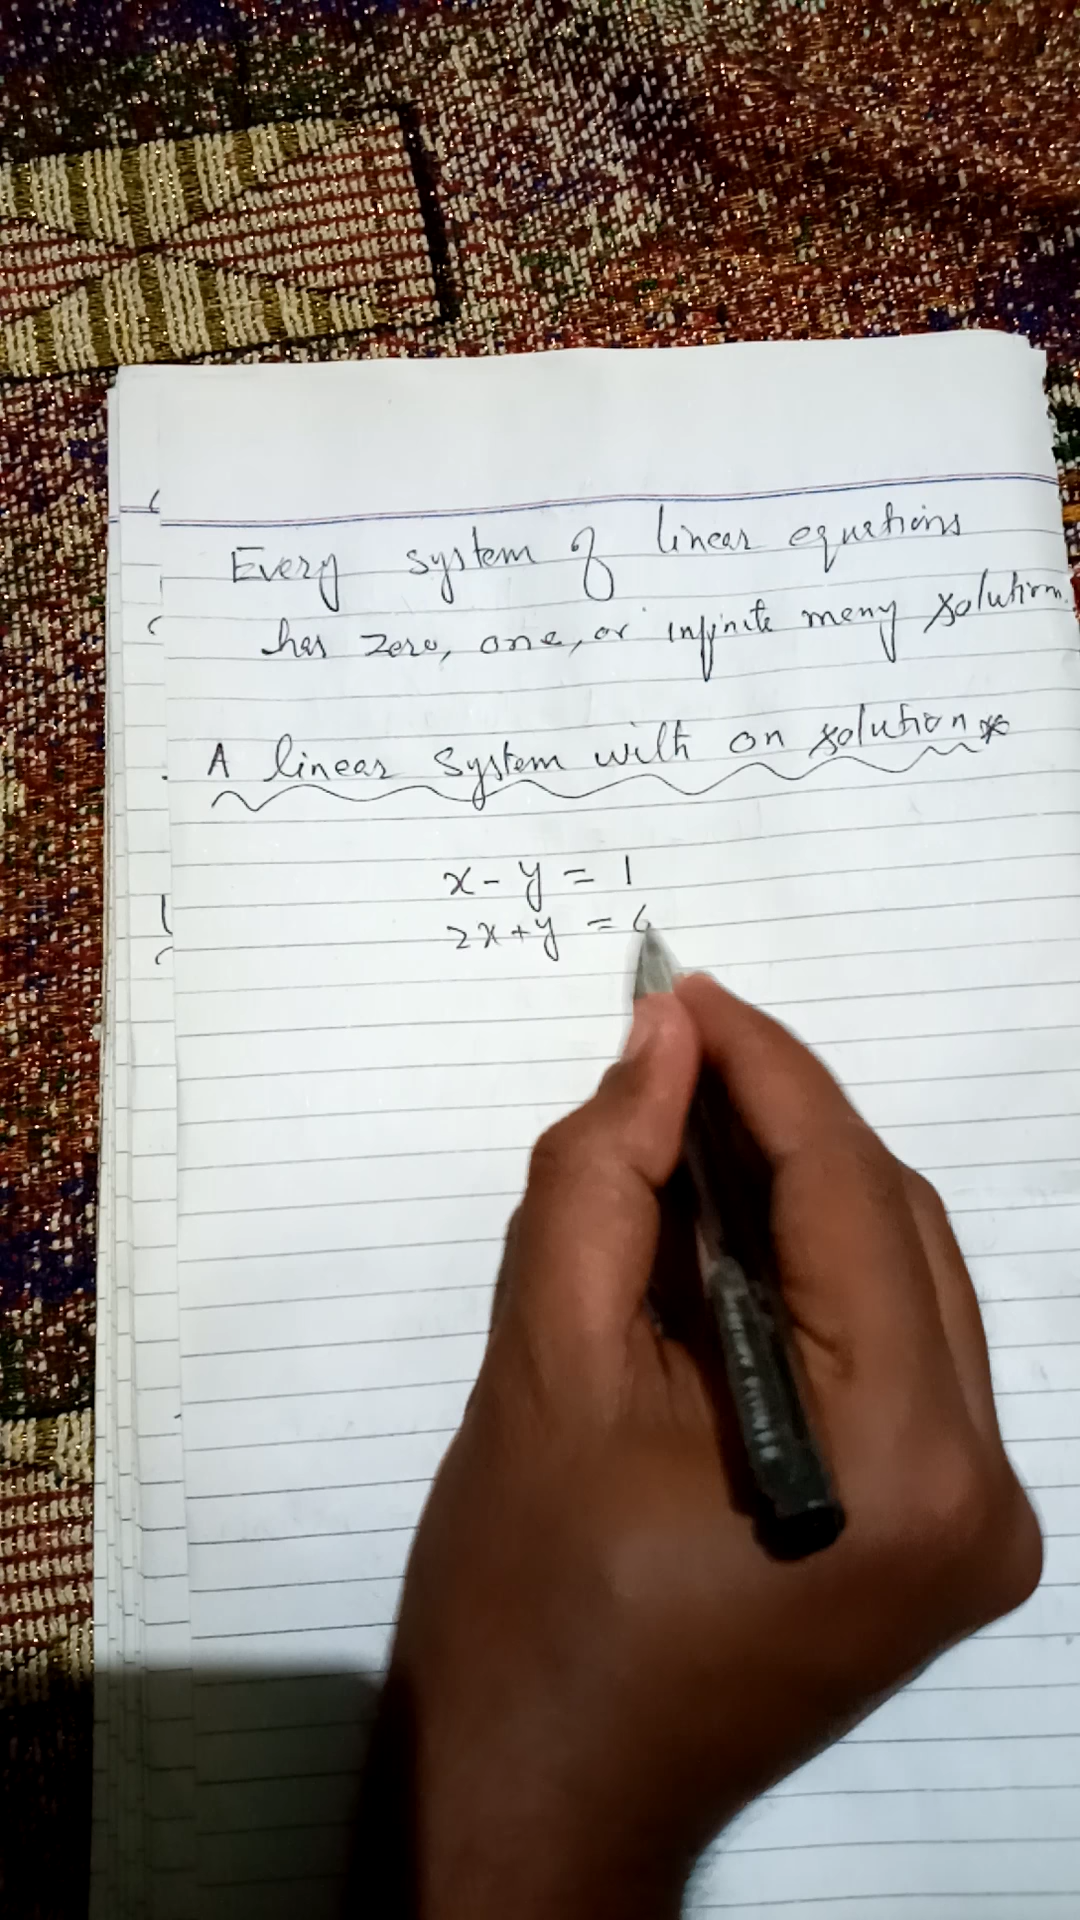 Every system of linear equations
has zero, one, or infinite meny solution.
A linear system with on solution
x - y = 1
2x + y = 6